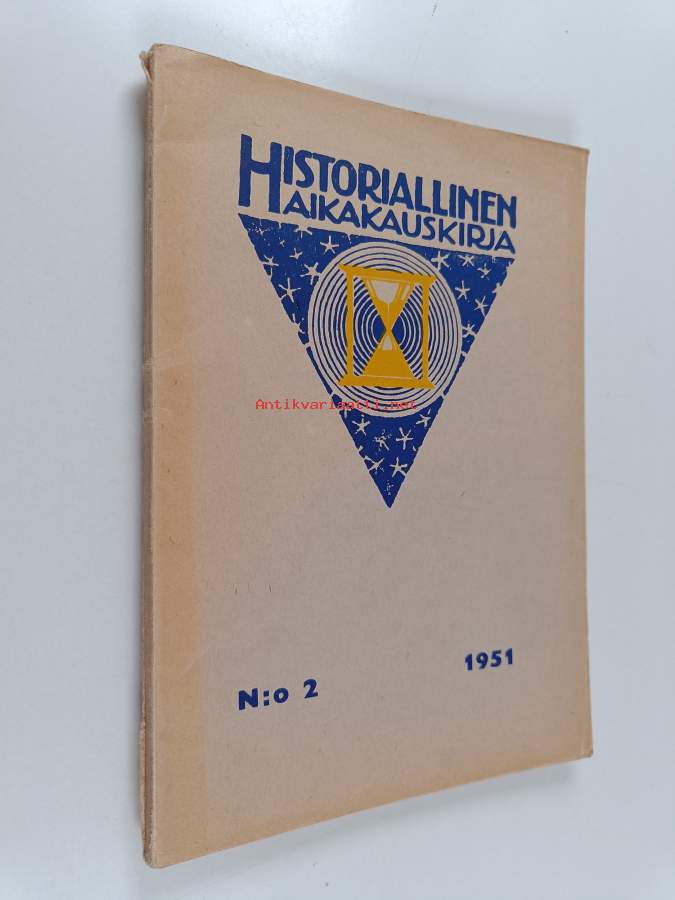 HISTORIALLINEN
AIKAKAUSKIRJA
Antikvariaatti.net
N:o 2
1951